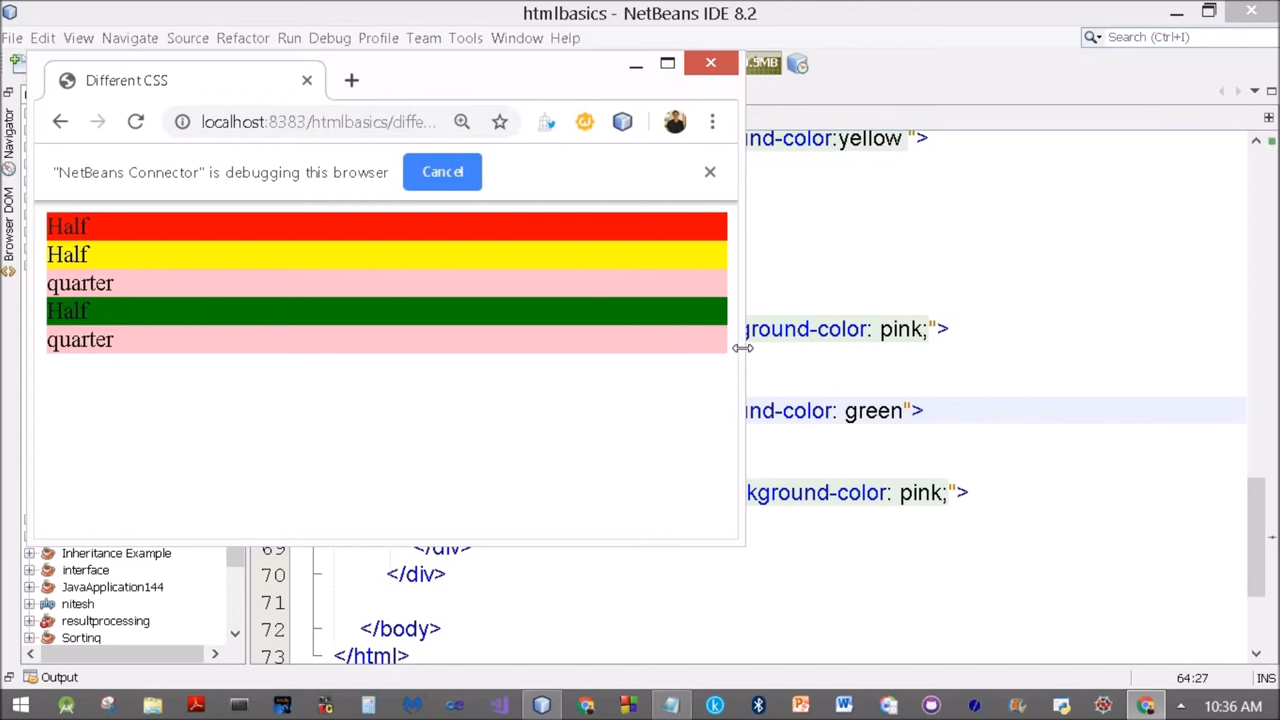 htmlbasics - NetBeans IDE 8.2
File Edit View Navigate Source Refactor Run Debug Profile Team Tools Window Help
Search (Ctrl+I)
Different CSS
localhost:8383/htmlbasics/diffe...
"NetBeans Connector" is debugging this browser
Cancel
Navigator
Browser DOM
Half
Half
quarter
Half
quarter
:yellow ">
ground-color: pink;">
nd-color: green">
kground-color: pink;">
</div>
70 </div>
71
72 </body>
73 </html>
Inheritance Example
interface
JavaApplication144
nitesh
resultprocessing
Sorting
Output
64:27 INS
10:36 AM